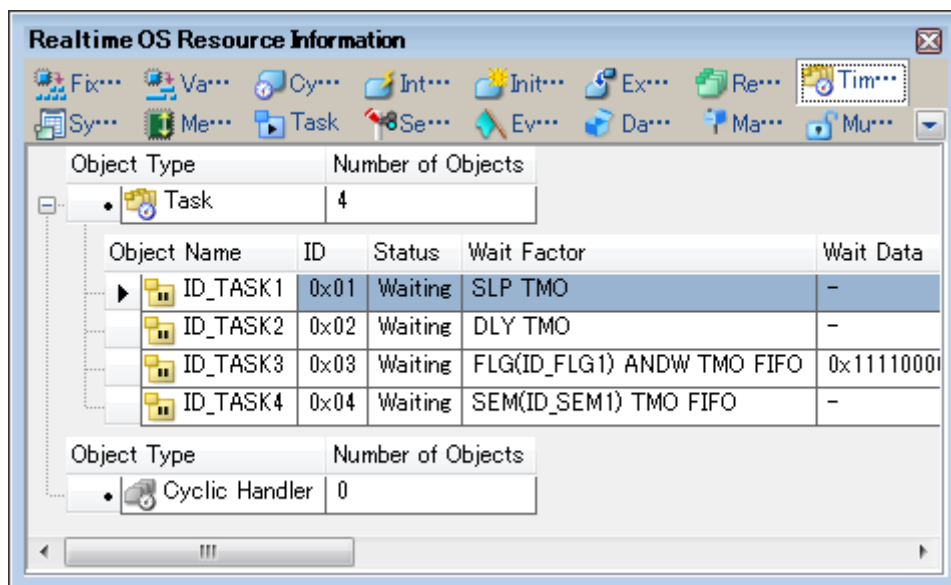 Realtime OS Resource Information
Fix… Va… Cy… Int… Init… Ex… Re… Tim…
Sy… Me… Task Se… Ev… Da… Ma… Mu…
Object Type Number of Objects
Task 4
Object Name ID Status Wait Factor Wait Data
ID_TASK1 0x01 Waiting SLP TMO -
ID_TASK2 0x02 Waiting DLY TMO -
ID_TASK3 0x03 Waiting FLG(ID_FLG1) ANDW TMO FIFO 0x1111000
ID_TASK4 0x04 Waiting SEM(ID_SEM1) TMO FIFO -
Object Type Number of Objects
Cyclic Handler 0